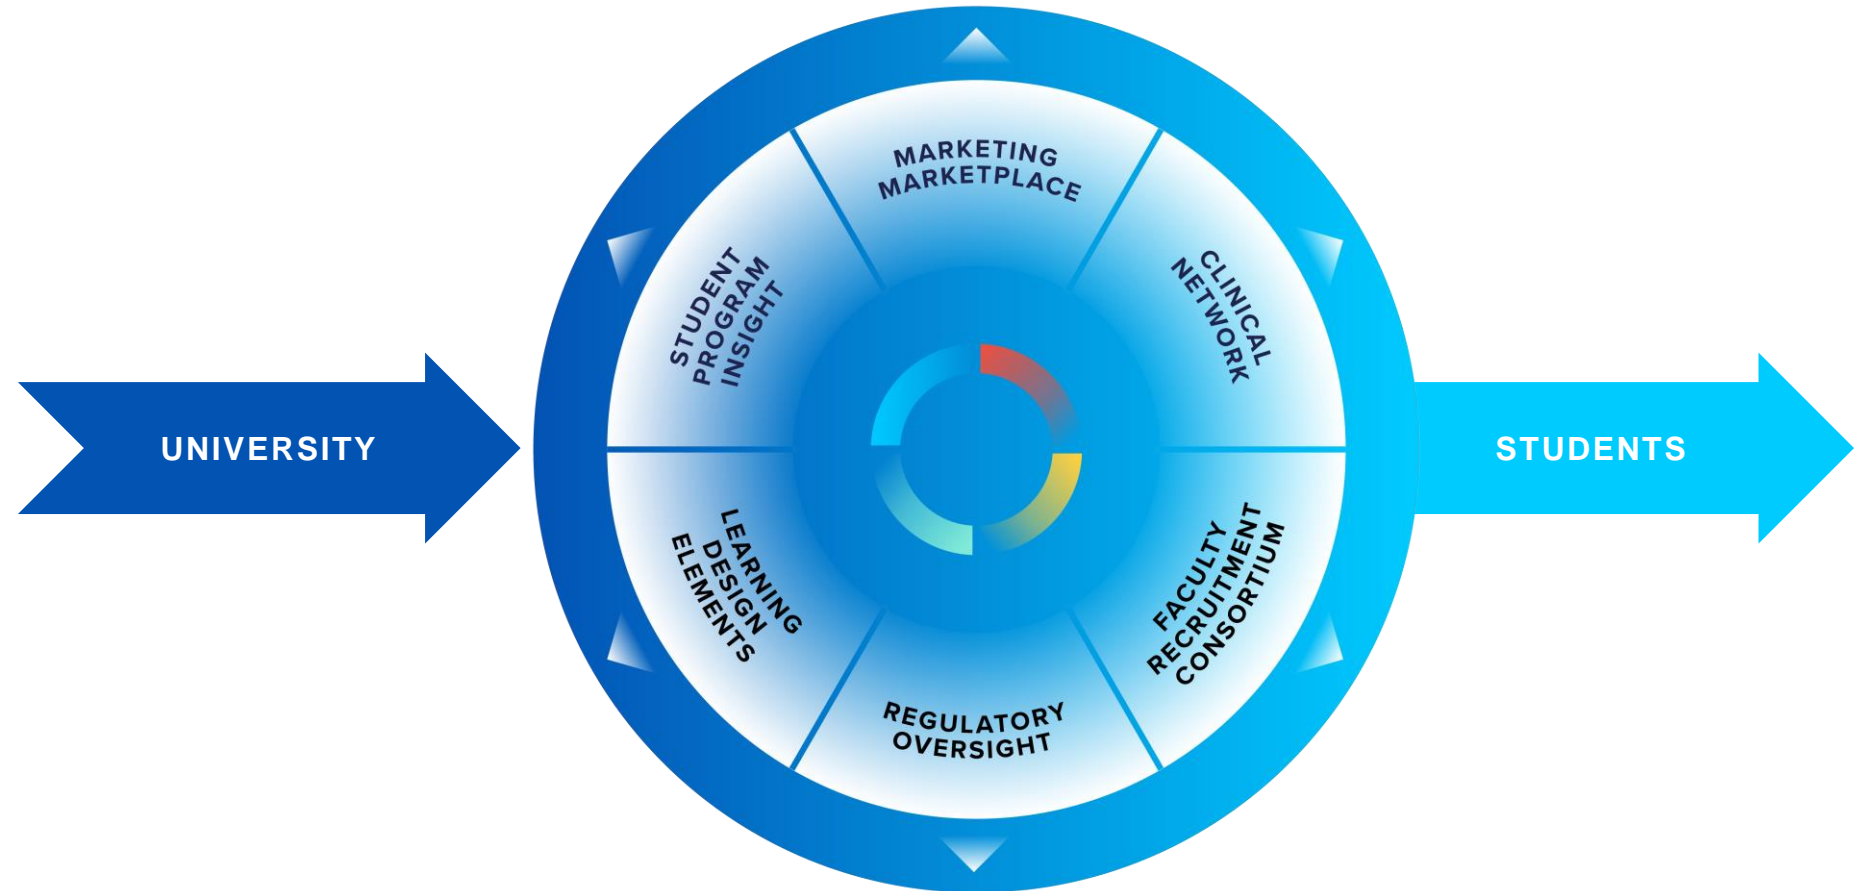 UNIVERSITY
MARKETING
MARKETPLACE
CLINICAL
NETWORK
FACULTY
RECRUITMENT
CONSORTIUM
REGULATORY
OVERSIGHT
LEARNING
DESIGN
ELEMENTS
STUDENT
PROGRAM
INSIGHT
STUDENTS